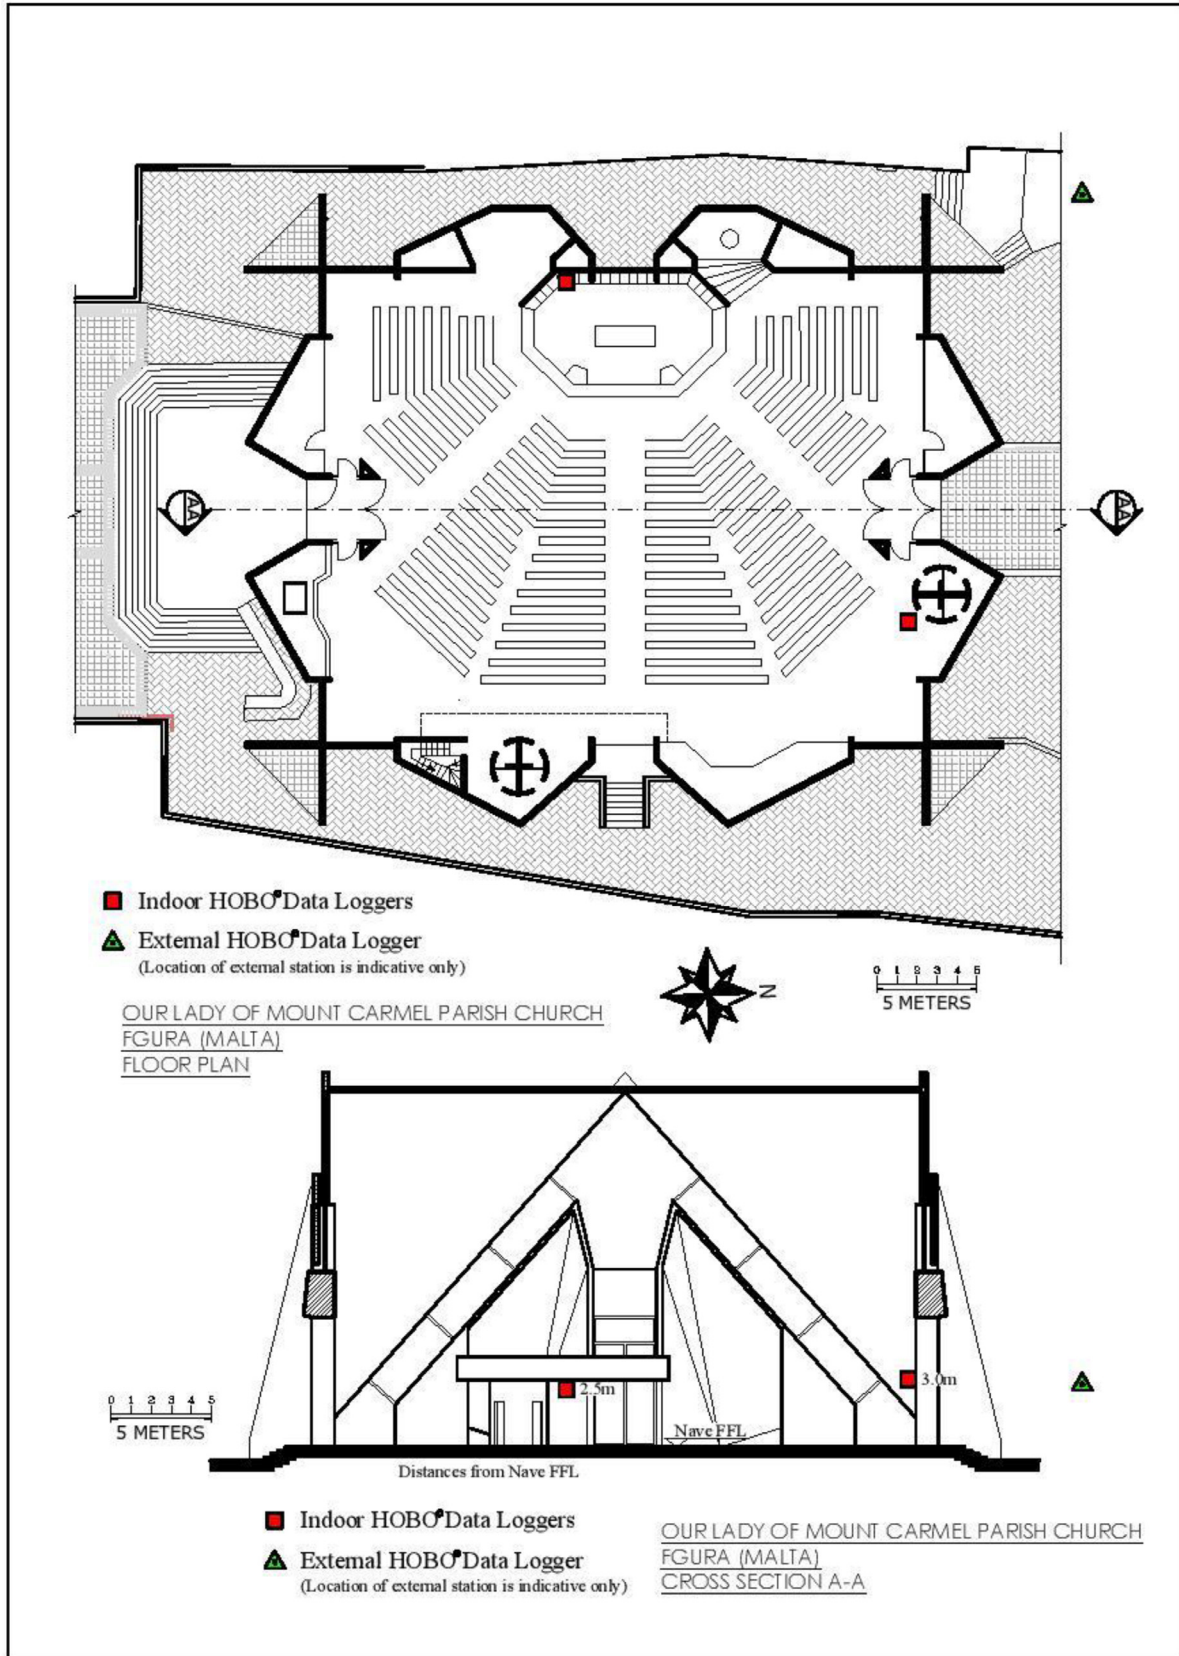 AA
AA
Indoor HOBO® Data Loggers
External HOBO® Data Logger
(Location of external station is indicative only)
OUR LADY OF MOUNT CARMEL PARISH CHURCH
FGURA (MALTA)
FLOOR PLAN
N
0 1 2 3 4 5
5 METERS
2.5m
3.0m
0 1 2 3 4 5
5 METERS
Nave FFL
Distances from Nave FFL
Indoor HOBO® Data Loggers
External HOBO® Data Logger
(Location of external station is indicative only)
OUR LADY OF MOUNT CARMEL PARISH CHURCH
FGURA (MALTA)
CROSS SECTION A-A